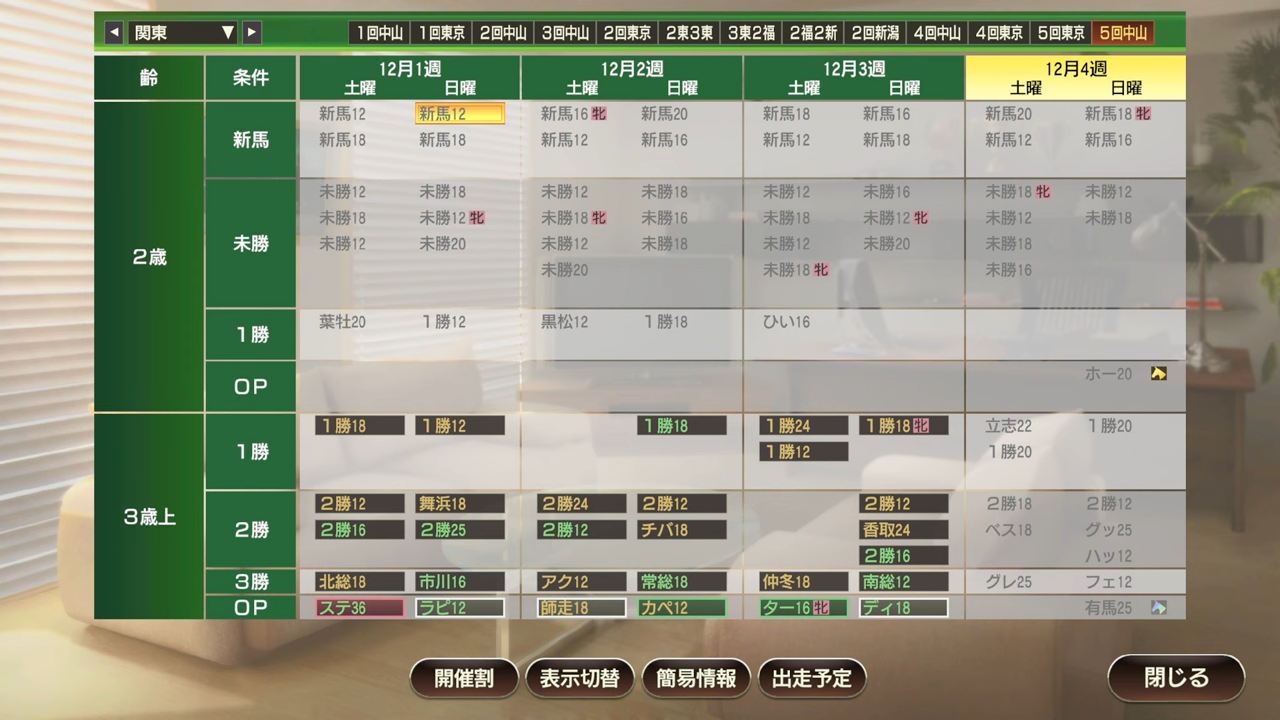 ◀ 関東 ▼ ▶ 1回中山 1回東京 2回中山 3回中山 2回東京 2東3東 3東2福 2福2新 2回新潟 4回中山 4回東京 5回東京 5回中山
齢 条件 12月1週 12月2週 12月3週 12月4週
土曜 日曜 土曜 日曜 土曜 日曜 土曜 日曜
2歳
新馬 新馬12 新馬12 新馬16牝 新馬20 新馬18 新馬16 新馬20 新馬18牝
新馬18 新馬18 新馬12 新馬16 新馬12 新馬18 新馬12 新馬16
未勝 未勝12 未勝18 未勝12 未勝18 未勝12 未勝16 未勝18牝 未勝12
未勝18 未勝12牝 未勝18牝 未勝16 未勝18 未勝12牝 未勝12 未勝18
未勝12 未勝20 未勝12 未勝18 未勝12 未勝20 未勝18
未勝20 未勝18牝 未勝16
1勝 葉牡20 1勝12 黒松12 1勝18 ひい16
OP ホー20
3歳上
1勝 1勝18 1勝12 1勝18 1勝24 1勝18牝 立志22 1勝20
1勝12 1勝20
2勝 2勝12 舞浜18 2勝24 2勝12 2勝12 2勝18 2勝12
2勝16 2勝25 2勝12 チバ18 香取24 ベス18 グッ25
2勝16 ハッ12
3勝 北総18 市川16 アク12 常総18 仲冬18 南総12 グレ25 フェ12
OP ステ36 ラピ12 師走18 カペ12 ター16牝 ディ18 有馬25
開催割 表示切替 簡易情報 出走予定 閉じる